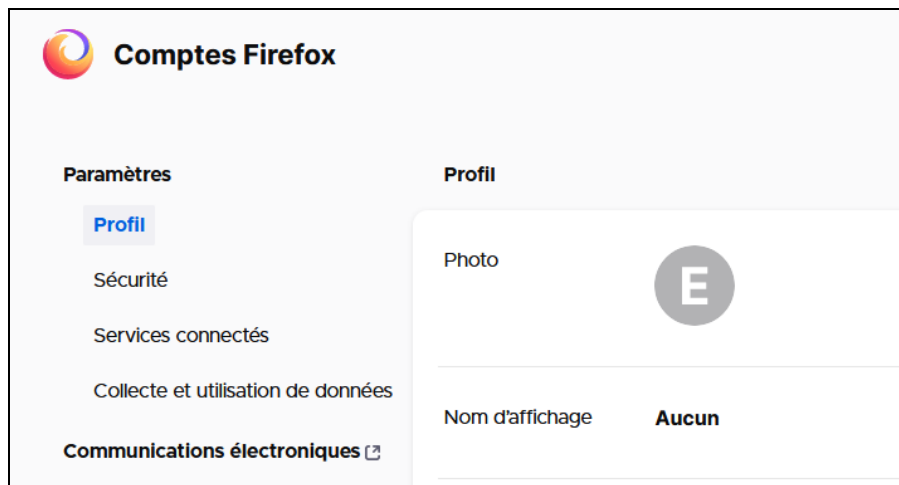 Comptes Firefox
Paramètres
Profil
Sécurité
Services connectés
Collecte et utilisation de données
Communications électroniques
Profil
Photo
E
Nom d'affichage
Aucun